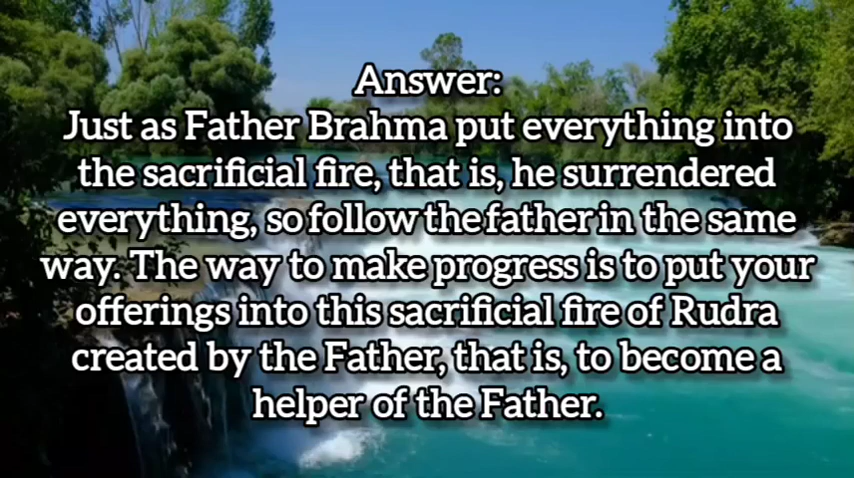 Answer:
Just as Father Brahma put everything into
the sacrificial fire, that is, he surrendered
everything, so follow the father in the same
way. The way to make progress is to put your
offerings into this sacrificial fire of Rudra
created by the Father, that is, to become a
helper of the Father.